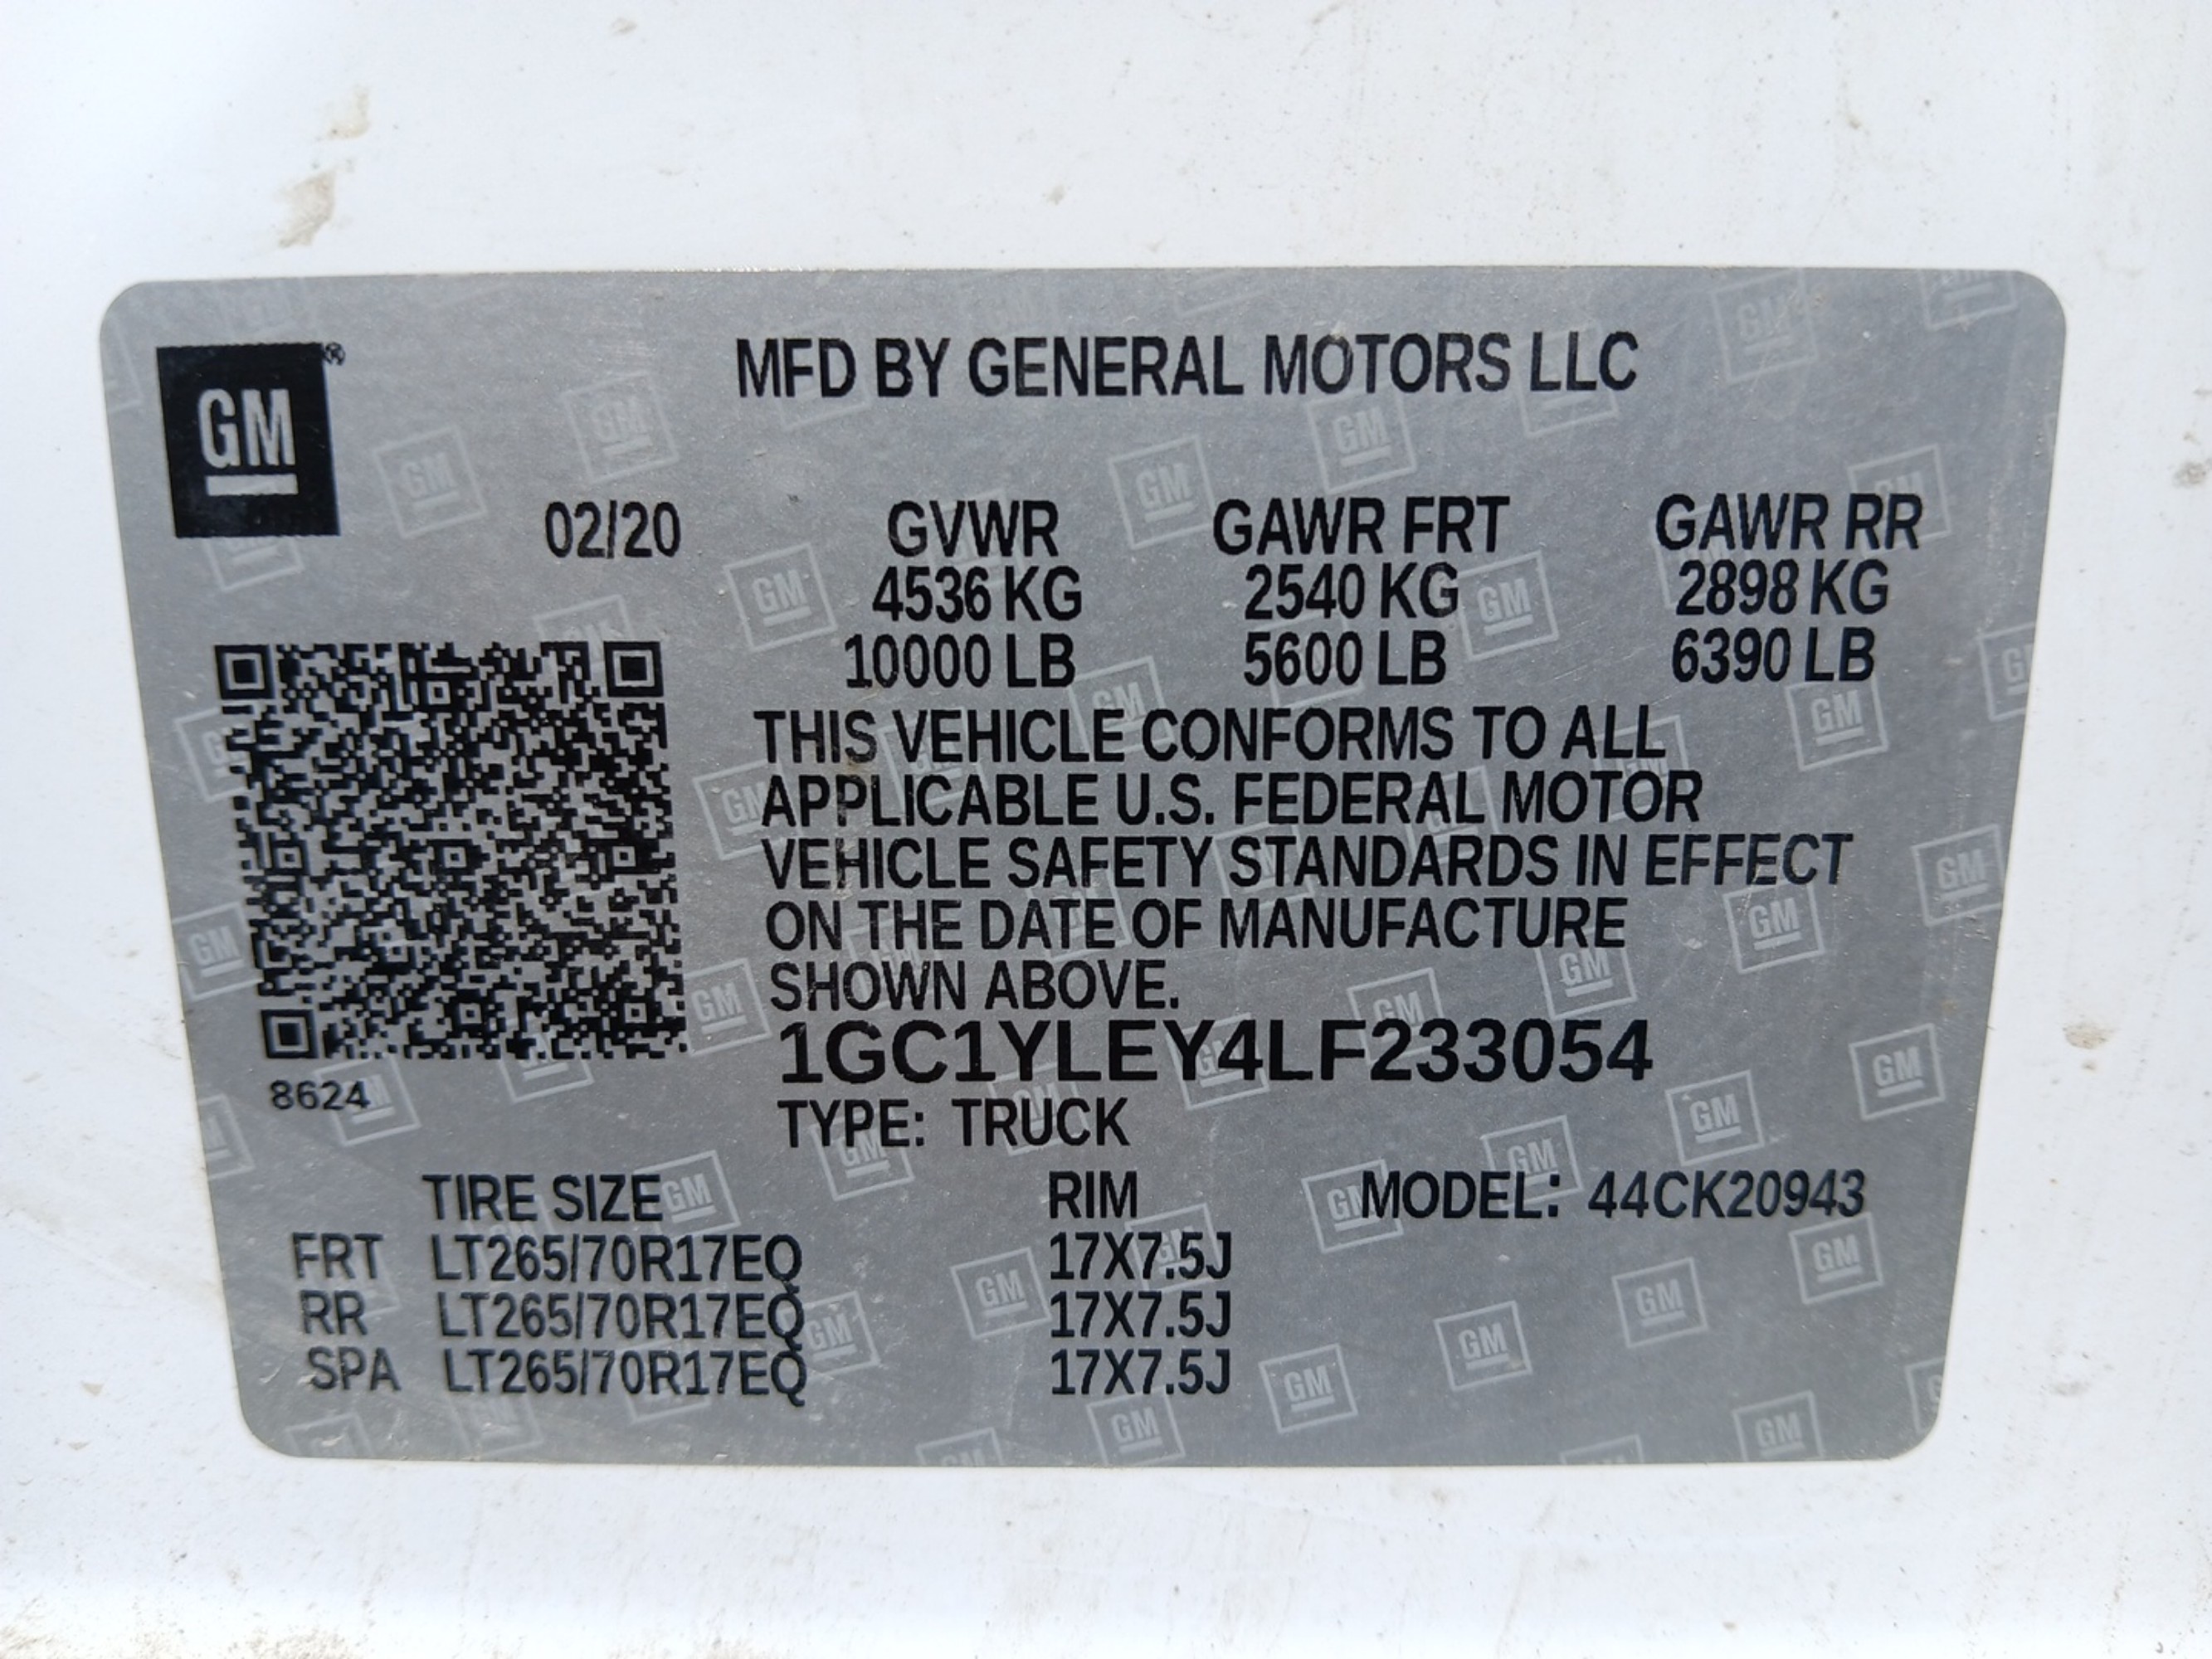 GM®
MFD BY GENERAL MOTORS LLC
02/20 GVWR GAWR FRT GAWR RR
4536 KG 2540 KG 2898 KG
10000 LB 5600 LB 6390 LB
THIS VEHICLE CONFORMS TO ALL
APPLICABLE U.S. FEDERAL MOTOR
VEHICLE SAFETY STANDARDS IN EFFECT
ON THE DATE OF MANUFACTURE
SHOWN ABOVE.
1GC1YLEY4LF233054
8624
TYPE: TRUCK
TIRE SIZE RIM MODEL: 44CK20943
FRT LT265/70R17EQ 17X7.5J
RR LT265/70R17EQ 17X7.5J
SPA LT265/70R17EQ 17X7.5J